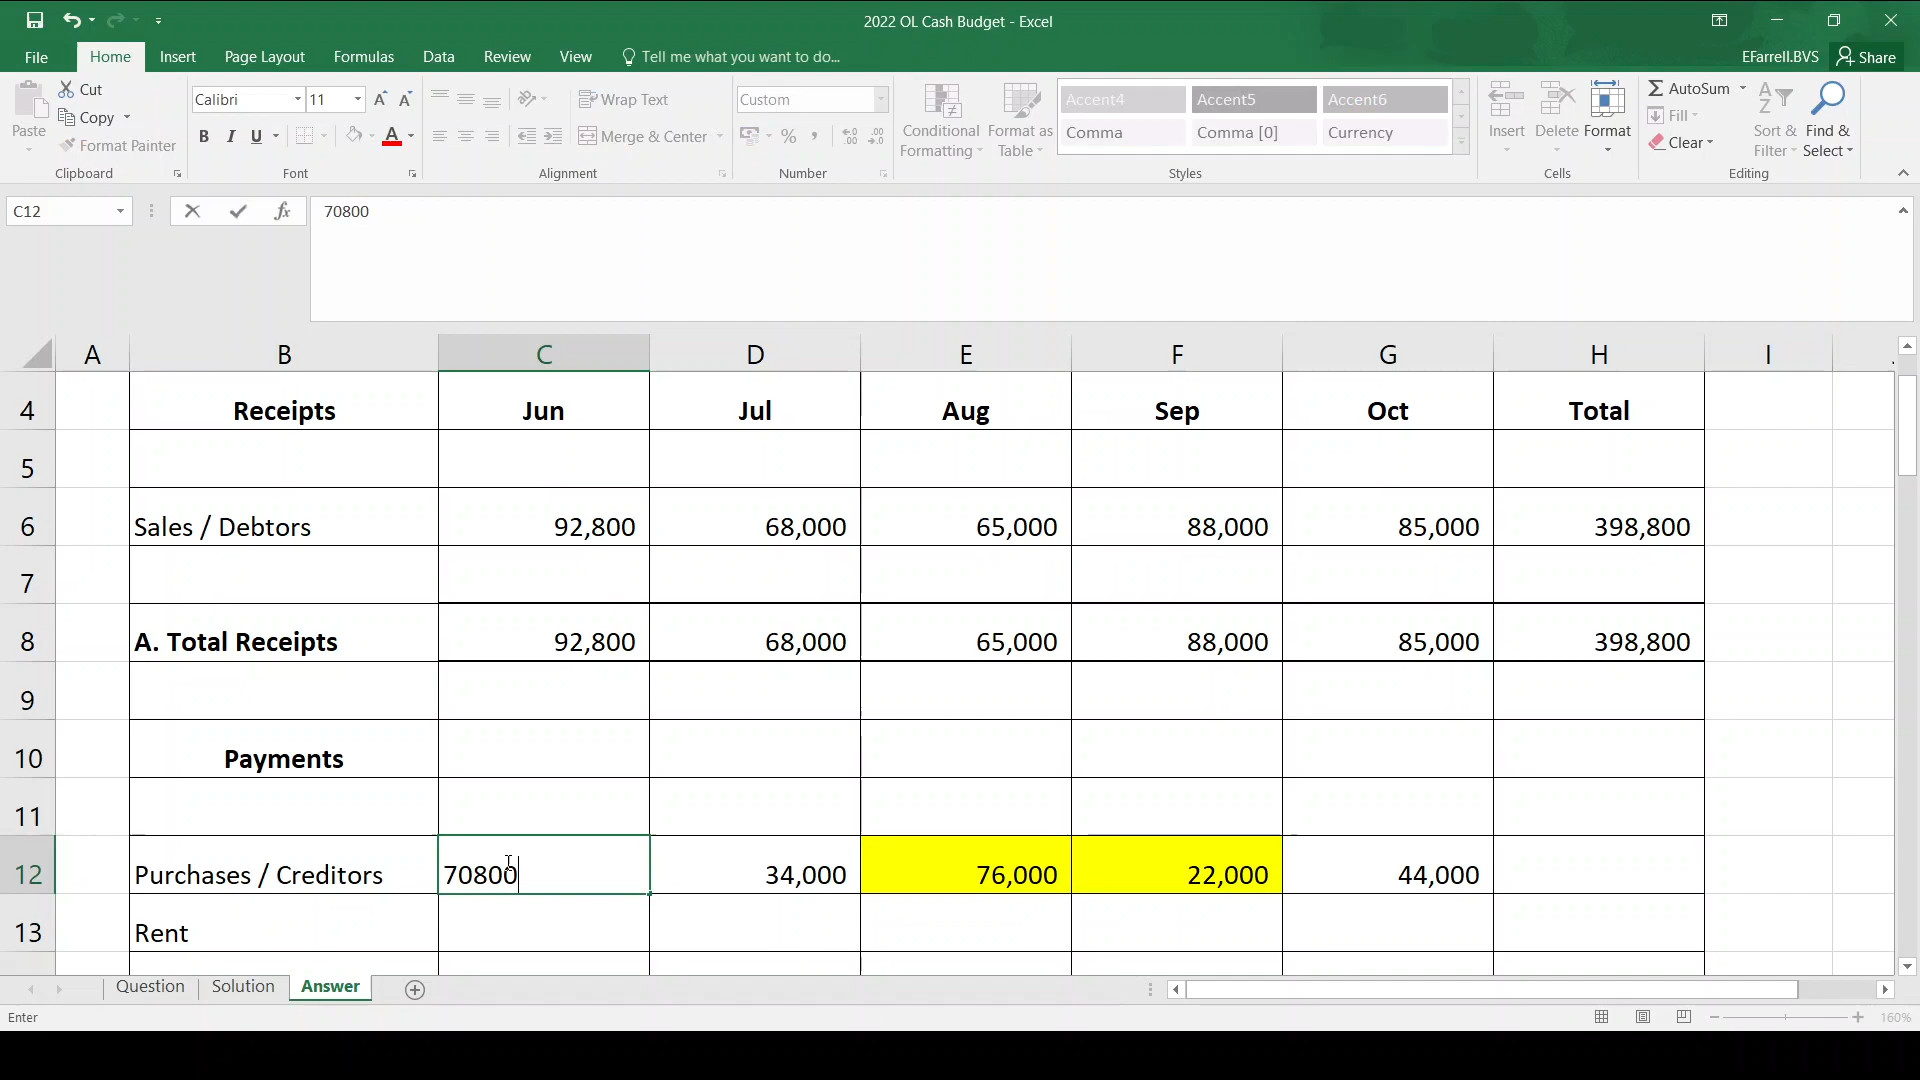 2022 OL Cash Budget - Excel
File Home Insert Page Layout Formulas Data Review View Tell me what you want to do... EFarrell.BVS Share
Paste
Cut
Copy
Format Painter
Clipboard
Calibri 11 A A
B I U A
Font
Wrap Text
Merge & Center
Alignment
Custom
% ,
Number
Conditional Formatting
Format as Table
Accent4 Accent5 Accent6
Comma Comma [0] Currency
Styles
Insert Delete Format
Cells
AutoSum
Fill
Clear
Sort & Filter
Find & Select
Editing
C12 fx 70800
A B C D E F G H I
4 Receipts Jun Jul Aug Sep Oct Total
5
6 Sales / Debtors 92,800 68,000 65,000 88,000 85,000 398,800
7
8 A. Total Receipts 92,800 68,000 65,000 88,000 85,000 398,800
9
10 Payments
11
12 Purchases / Creditors 70800 34,000 76,000 22,000 44,000
13 Rent
Question Solution Answer
Enter 160%